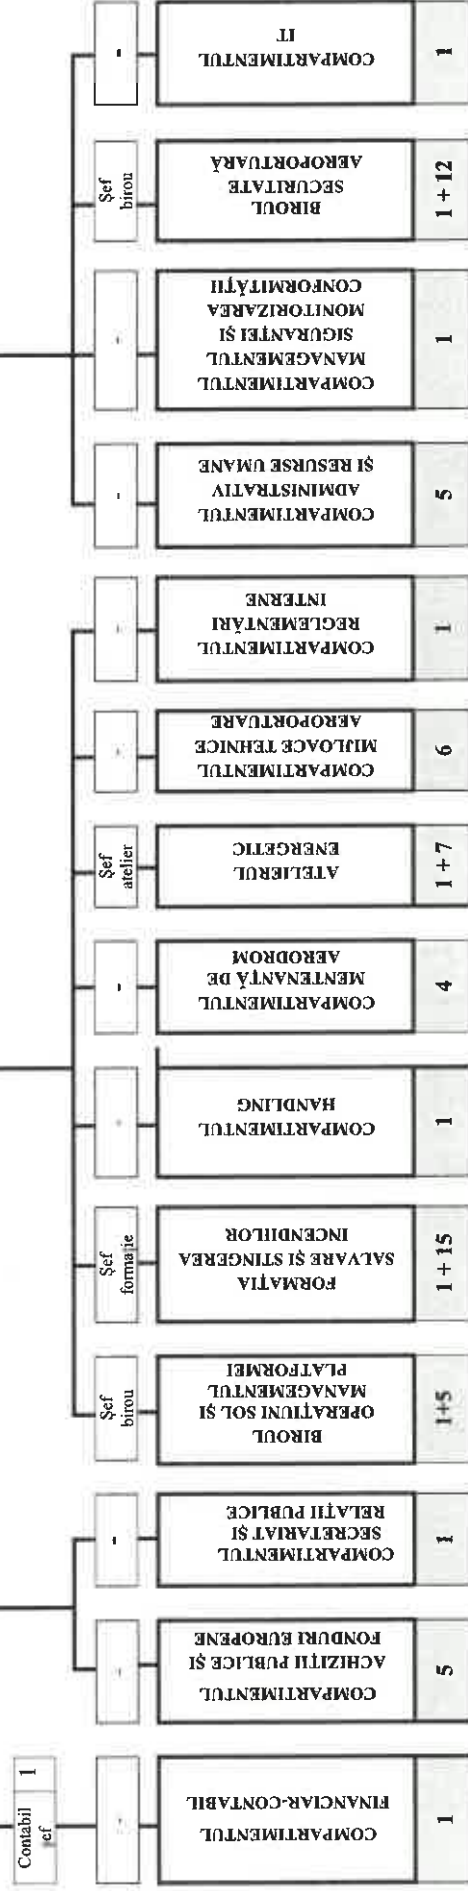 Contabil
ef
1
-
COMPARTIMENTUL
FINANCIAR-CONTABIL
1
-
COMPARTIMENTUL
ACHIZIȚII PUBLICE ȘI
FONDURI EUROPENE
5
-
COMPARTIMENTUL
SECRETARIAT ȘI
RELAȚII PUBLICE
1
Șef
birou
BIROUL
OPERAȚIUNI SOL ȘI
MANAGEMENTUL
PLATFORMEI
1+5
Șef
formație
FORMAȚIA
SALVARE ȘI STINGEREA
INCENDIILOR
1 + 15
-
COMPARTIMENTUL
HANDLING
1
-
COMPARTIMENTUL
MENTENANȚĂ DE
AERODROM
4
Șef
atelier
ATELIERUL
ENERGETIC
1 + 7
-
COMPARTIMENTUL
MIJLOACE TEHNICE
AEROPORTUARE
6
-
COMPARTIMENTUL
REGLEMENTĂRI
INTERNE
1
-
COMPARTIMENTUL
ADMINISTRATIV
ȘI RESURSE UMANE
5
-
COMPARTIMENTUL
MANAGEMENTUL
SIGURANȚEI ȘI
MONITORIZAREA
CONFORMITĂȚII
1
Șef
birou
BIROUL
SECURITATE
AEROPORTUARĂ
1 + 12
-
COMPARTIMENTUL
IT
1